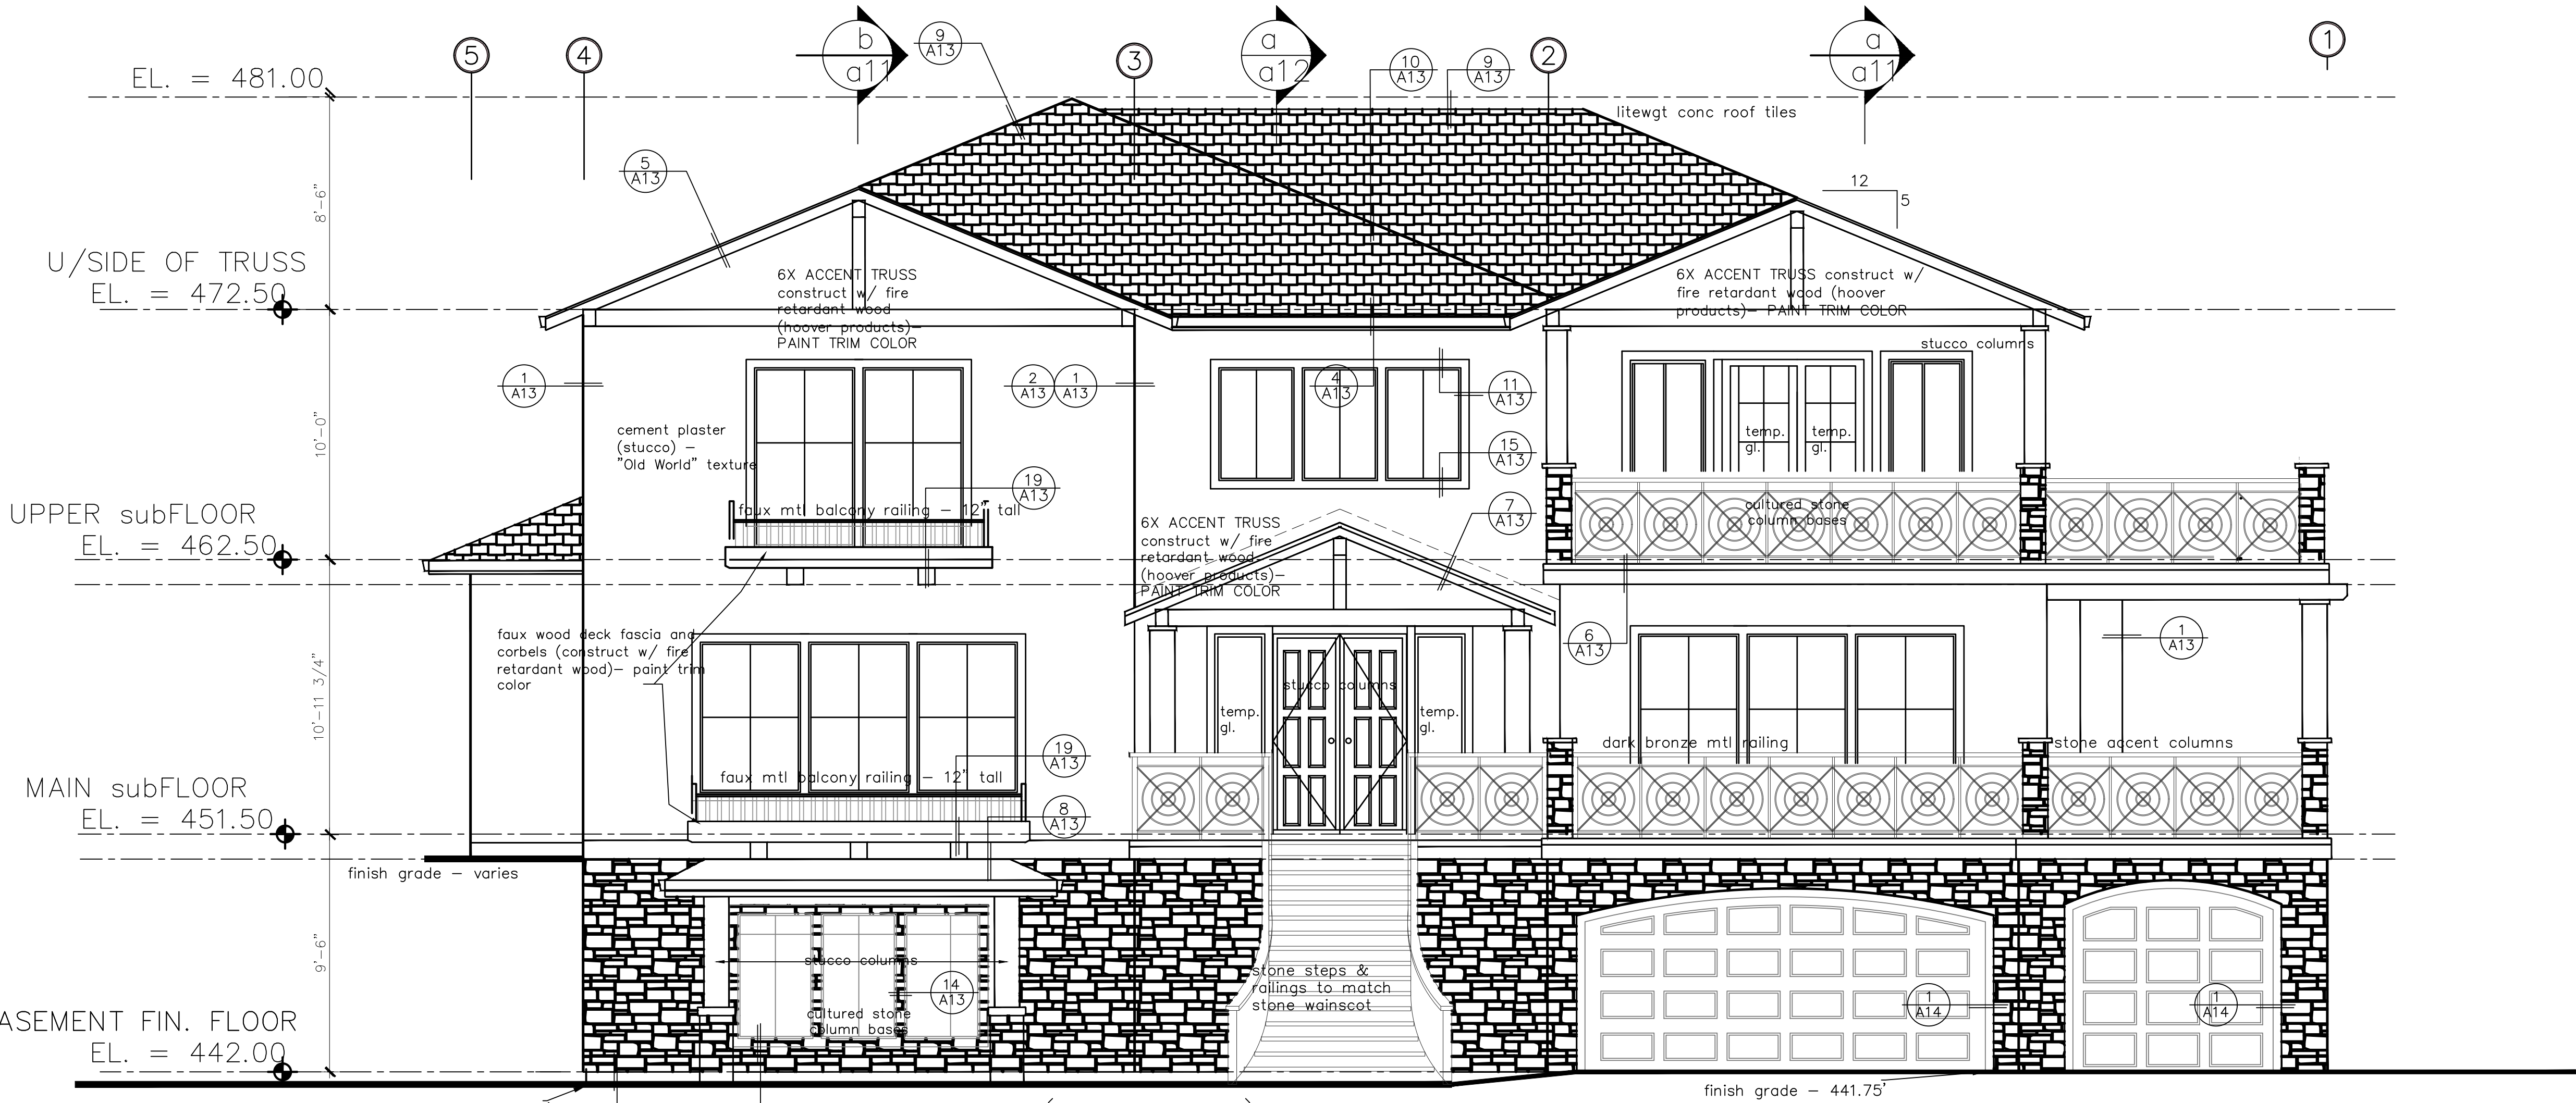 5
4
b
a11
9
A13
3
a
a12
10
A13
9
A13
2
a
a11
1
EL. = 481.00
litewgt conc roof tiles
5
A13
12
5
8'-6"
U/SIDE OF TRUSS
EL. = 472.50
6X ACCENT TRUSS
construct w/ fire
retardant wood
(hoover products)-
PAINT TRIM COLOR
6X ACCENT TRUSS construct w/
fire retardant wood (hoover
products)- PAINT TRIM COLOR
stucco columns
1
A13
2
A13
1
A13
4
A13
11
A13
10'-0"
cement plaster
(stucco) -
"Old World" texture
temp.
gl.
temp.
gl.
15
A13
19
A13
faux mtl balcony railing - 12" tall
7
A13
cultured stone
column bases
UPPER subFLOOR
EL. = 462.50
6X ACCENT TRUSS
construct w/ fire
retardant wood
(hoover products)-
PAINT TRIM COLOR
faux wood deck fascia and
corbels (construct w/ fire
retardant wood)- paint trim
color
6
A13
1
A13
10'-11 3/4"
stucco columns
temp.
gl.
temp.
gl.
dark bronze mtl railing
stone accent columns
19
A13
faux mtl balcony railing - 12" tall
MAIN subFLOOR
EL. = 451.50
8
A13
finish grade - varies
9'-6"
stucco columns
14
A13
cultured stone
column bases
stone steps &
railings to match
stone wainscot
1
A14
1
A14
ASEMENT FIN. FLOOR
EL. = 442.00
finish grade - 441.75'